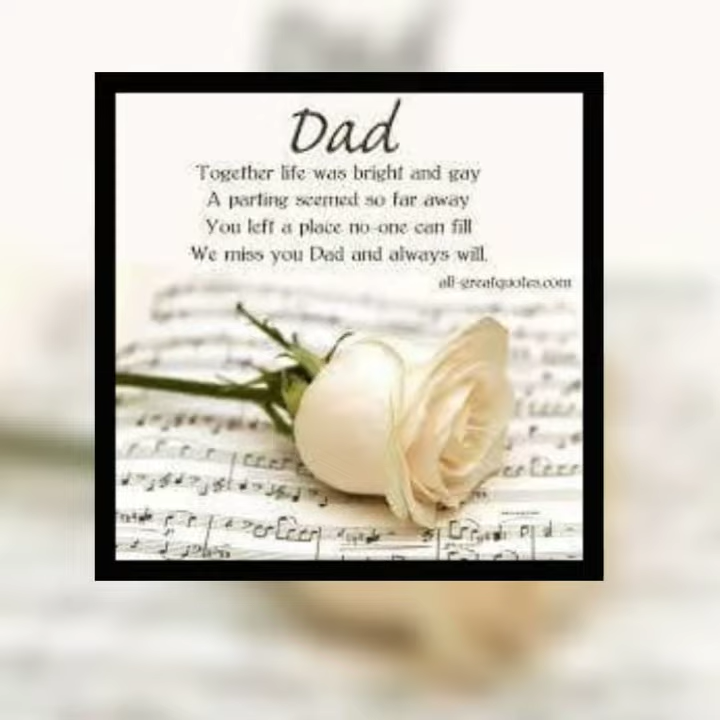 Dad
Together life was bright and gay
A parting seemed so far away
You left a place no-one can fill
We miss you Dad and always will.
all-greatquotes.com